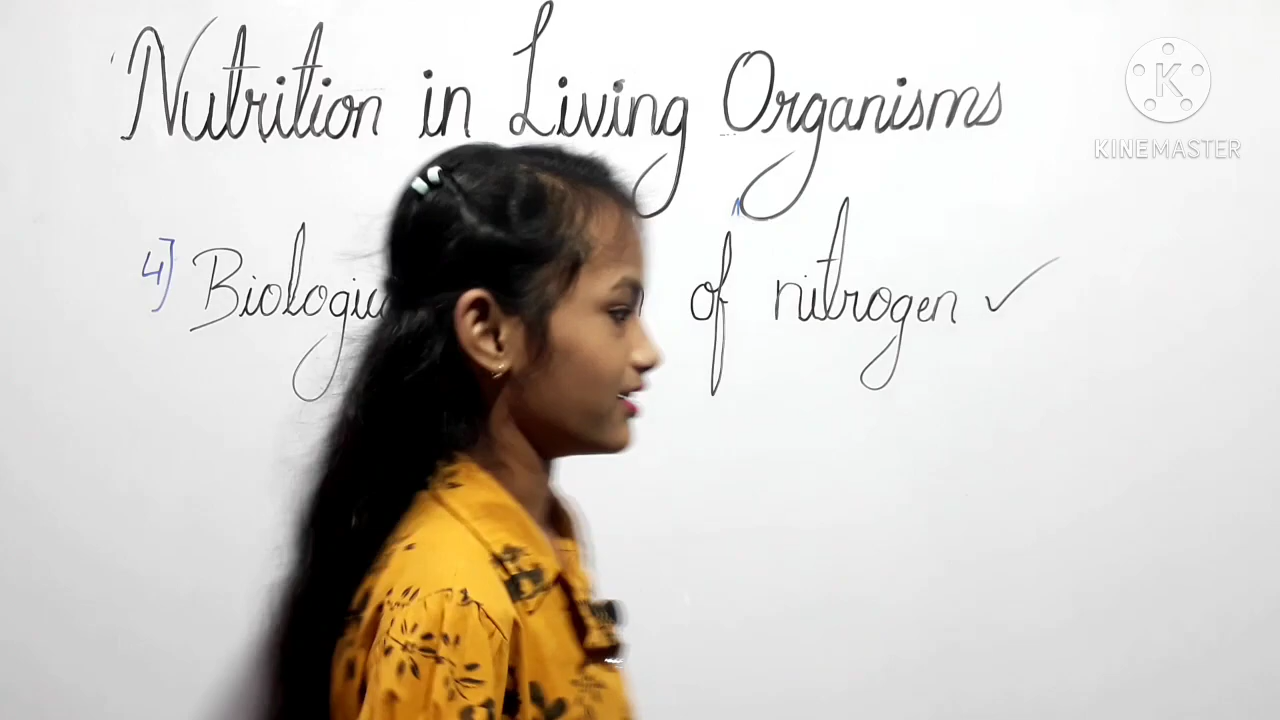 Nutrition in Living Organisms
4] Biologic of nitrogen ✓
K
KINEMASTER